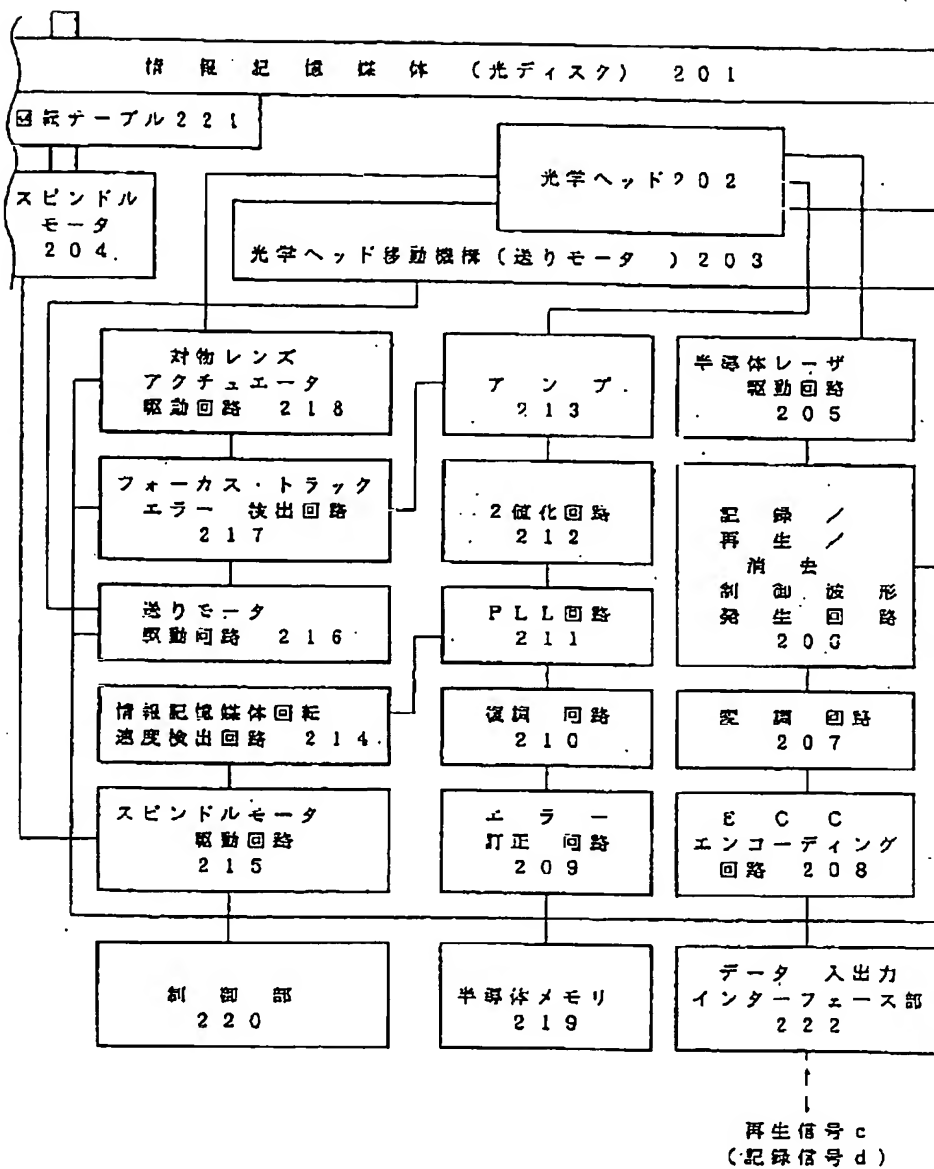 情報記憶媒体(光ディスク) 201
回転テーブル221
光学ヘッド202
スピンドル
モータ
204.
光学ヘッド移動機構(送りモータ )203
対物レンズ
アクチュエータ
駆動回路 218
アンプ
213
半導体レーザ
駆動回路
205
フォーカス・トラック
エラー検出回路
217
2値化回路
212
記録/
再生/
消去
制御波形
発生回路
206
送りモータ
駆動回路 216
PLL回路
211
情報記憶媒体回転
速度検出回路 214.
復調回路
210
変調回路
207
スピンドルモータ
駆動回路
215
エラー
訂正回路
209
ECC
エンコーディング
回路 208
制御部
220
半導体メモリ
219
データ 入出力
インターフェース部
222
再生信号c
(記録信号d)